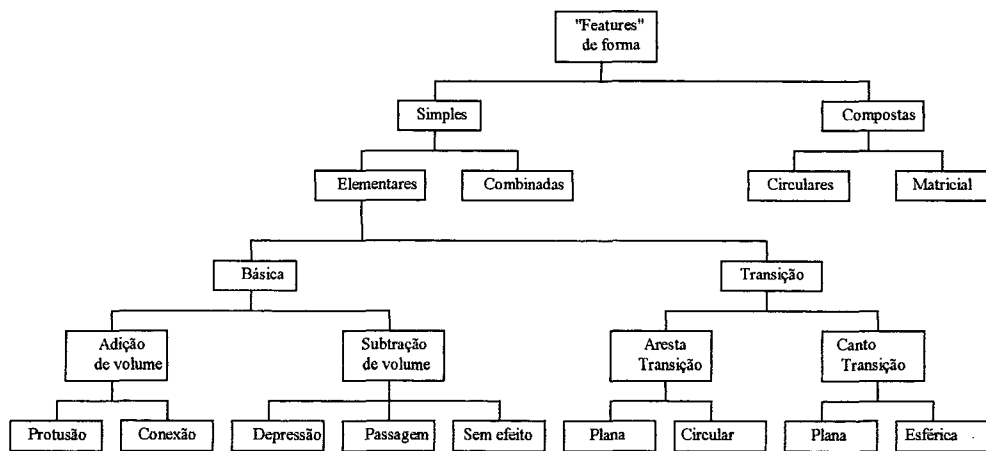 "Features"
de forma
Simples
Compostas
Elementares
Combinadas
Circulares
Matricial
Básica
Transição
Adição
de volume
Subtração
de volume
Aresta
Transição
Canto
Transição
Protusão
Conexão
Depressão
Passagem
Sem efeito
Plana
Circular
Plana
Esférica